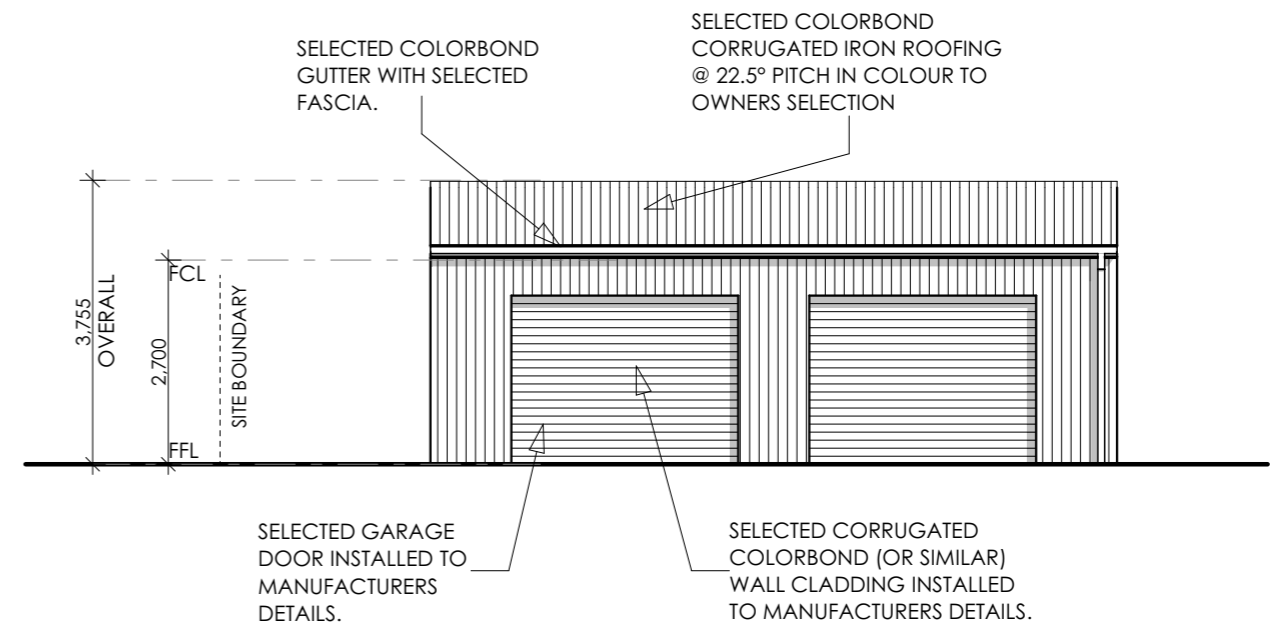 SELECTED COLORBOND
GUTTER WITH SELECTED
FASCIA.
SELECTED COLORBOND
CORRUGATED IRON ROOFING
@ 22.5° PITCH IN COLOUR TO
OWNERS SELECTION
3,755
OVERALL
2,700
FCL
FFL
SITE BOUNDARY
SELECTED GARAGE
DOOR INSTALLED TO
MANUFACTURERS
DETAILS.
SELECTED CORRUGATED
COLORBOND (OR SIMILAR)
WALL CLADDING INSTALLED
TO MANUFACTURERS DETAILS.